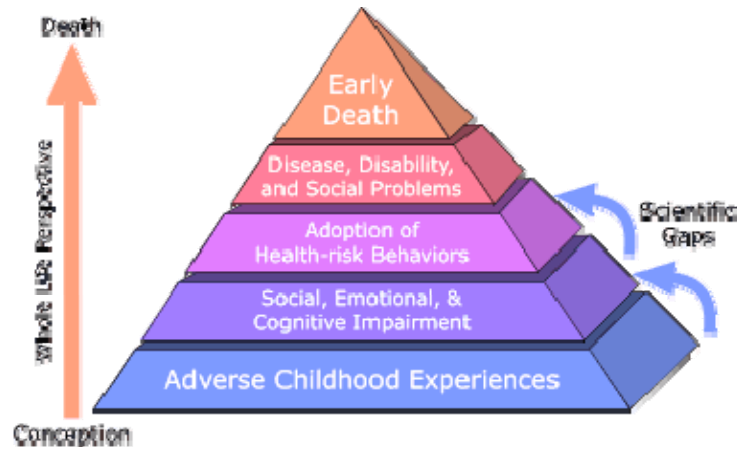 Death
Early
Death
Disease, Disability,
and Social Problems
Adoption of
Health-risk Behaviors
Social, Emotional, &
Cognitive Impairment
Adverse Childhood Experiences
Scientific
Gaps
Whole Life Perspective
Conception